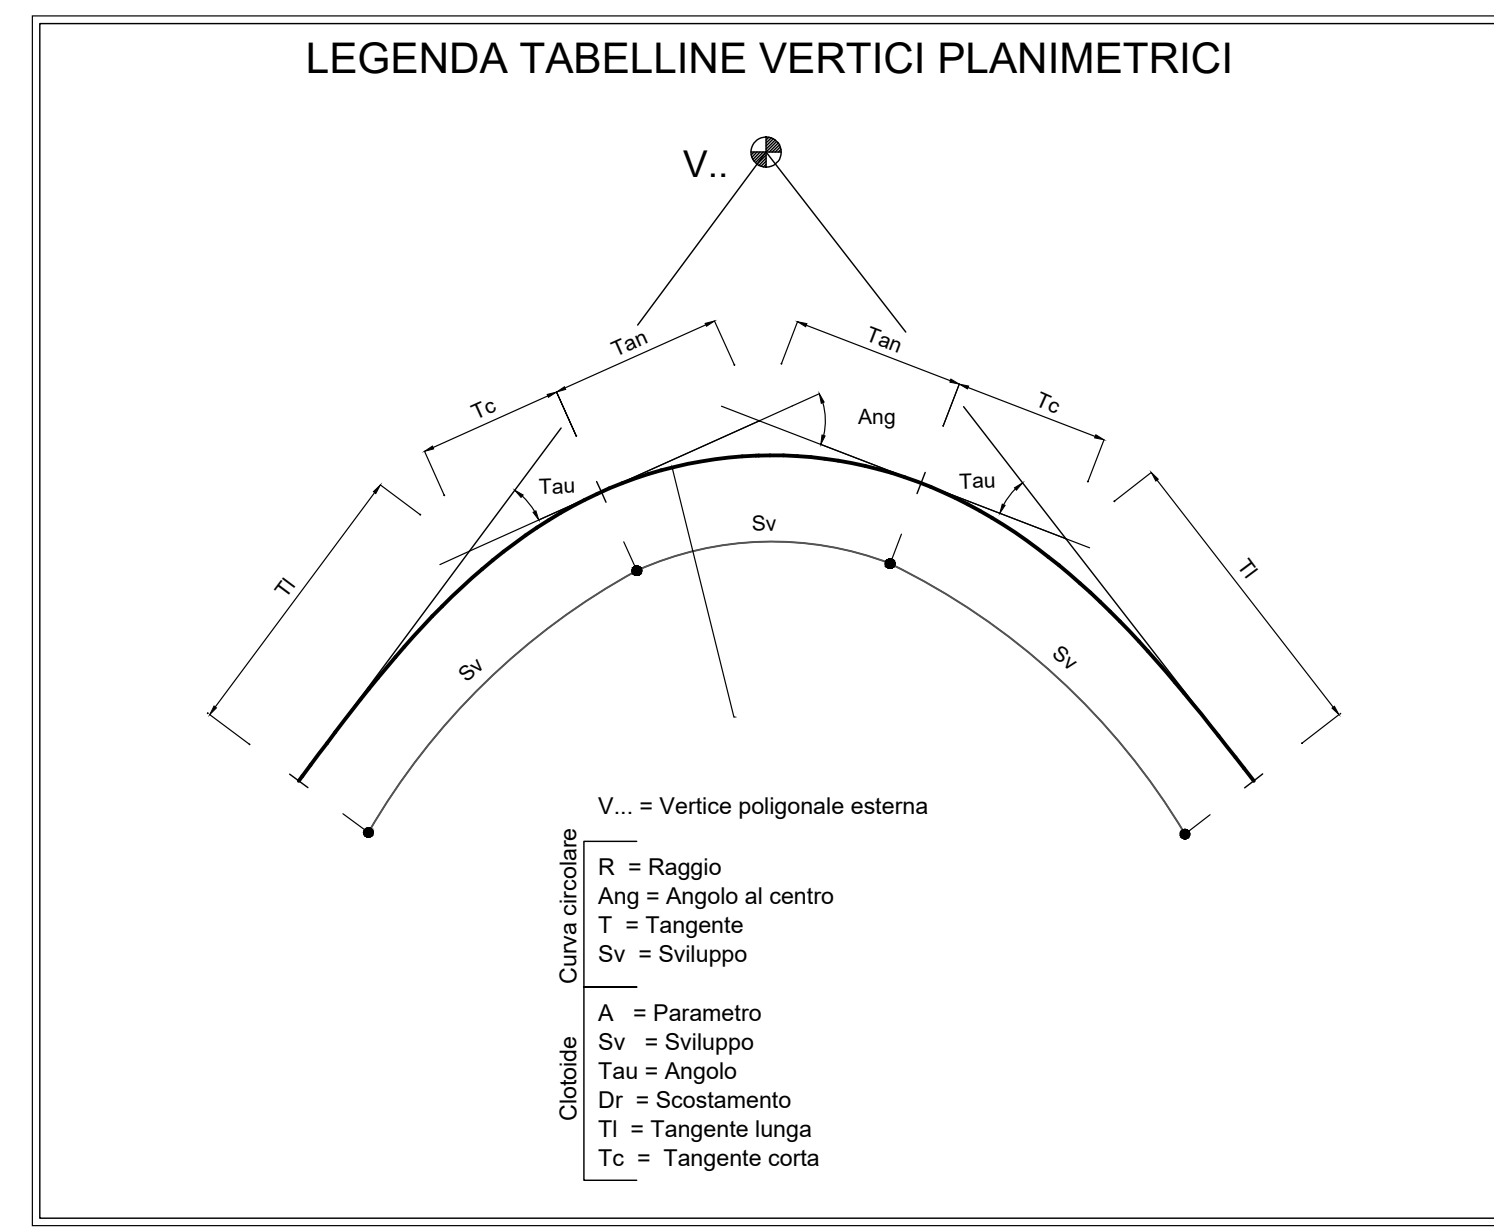 LEGENDA TABELLINE VERTICI PLANIMETRICI
V..
Tan
Tan
Tc
Tc
Ang
Tau
Tau
Sv
Tl
Tl
Sv
Sv
V... = Vertice poligonale esterna
Curva circolare
R = Raggio
Ang = Angolo al centro
T = Tangente
Sv = Sviluppo
Clotoide
A = Parametro
Sv = Sviluppo
Tau = Angolo
Dr = Scostamento
Tl = Tangente lunga
Tc = Tangente corta